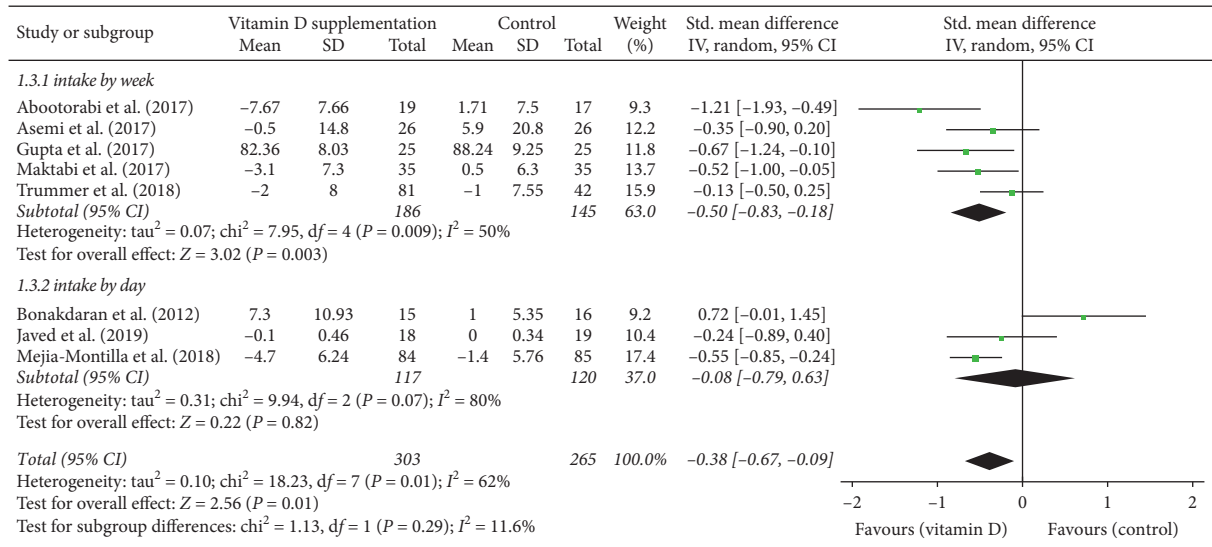 Study or subgroup Vitamin D supplementation Control Weight Std. mean difference Std. mean difference
Mean SD Total Mean SD Total (%) IV, random, 95% CI IV, random, 95% CI
1.3.1 intake by week
Abootorabi et al. (2017) –7.67 7.66 19 1.71 7.5 17 9.3 –1.21 [–1.93, –0.49]
Asemi et al. (2017) –0.5 14.8 26 5.9 20.8 26 12.2 –0.35 [–0.90, 0.20]
Gupta et al. (2017) 82.36 8.03 25 88.24 9.25 25 11.8 –0.67 [–1.24, –0.10]
Maktabi et al. (2017) –3.1 7.3 35 0.5 6.3 35 13.7 –0.52 [–1.00, –0.05]
Trummer et al. (2018) –2 8 81 –1 7.55 42 15.9 –0.13 [–0.50, 0.25]
Subtotal (95% CI) 186 145 63.0 –0.50 [–0.83, –0.18]
Heterogeneity: tau² = 0.07; chi² = 7.95, df = 4 (P = 0.009); I² = 50%
Test for overall effect: Z = 3.02 (P = 0.003)
1.3.2 intake by day
Bonakdaran et al. (2012) 7.3 10.93 15 1 5.35 16 9.2 0.72 [–0.01, 1.45]
Javed et al. (2019) –0.1 0.46 18 0 0.34 19 10.4 –0.24 [–0.89, 0.40]
Mejia-Montilla et al. (2018) –4.7 6.24 84 –1.4 5.76 85 17.4 –0.55 [–0.85, –0.24]
Subtotal (95% CI) 117 120 37.0 –0.08 [–0.79, 0.63]
Heterogeneity: tau² = 0.31; chi² = 9.94, df = 2 (P = 0.07); I² = 80%
Test for overall effect: Z = 0.22 (P = 0.82)
Total (95% CI) 303 265 100.0% –0.38 [–0.67, –0.09]
Heterogeneity: tau² = 0.10; chi² = 18.23, df = 7 (P = 0.01); I² = 62%
Test for overall effect: Z = 2.56 (P = 0.01)
Test for subgroup differences: chi² = 1.13, df = 1 (P = 0.29); I² = 11.6%
–2 –1 0 1 2
Favours (vitamin D) Favours (control)